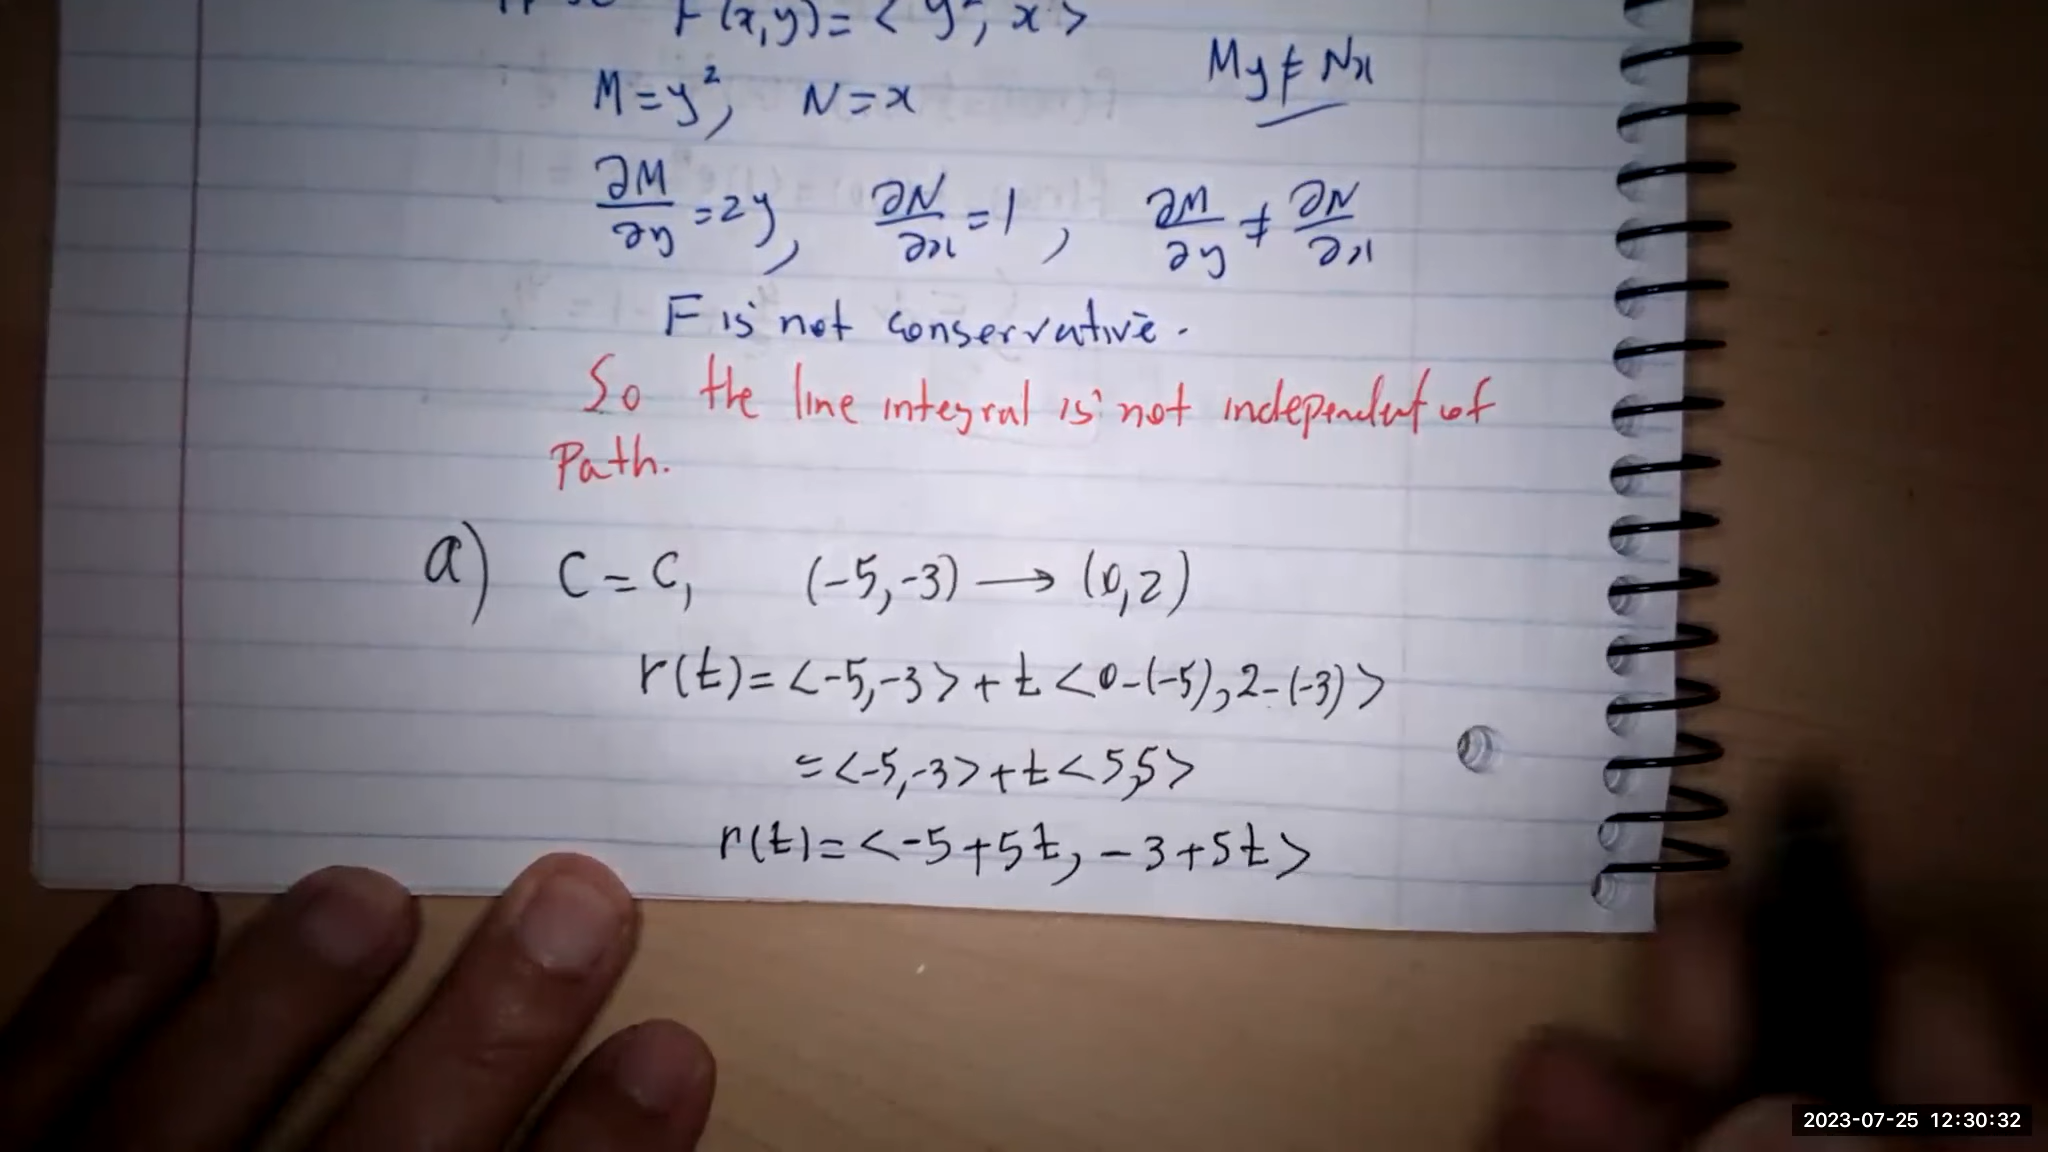 F(x,y) = < y², x >
My ≠ Nx
M = y², N = x
∂M/∂y = 2y, ∂N/∂x = 1, ∂M/∂y ≠ ∂N/∂x
F is not conservative.
So the line integral is not independent of
Path.
a) C = C₁ (-5,-3) → (0,2)
r(t) = <-5,-3> + t <0-(-5), 2-(-3)>
= <-5,-3> + t <5,5>
r(t) = <-5+5t, -3+5t>
2023-07-25 12:30:32